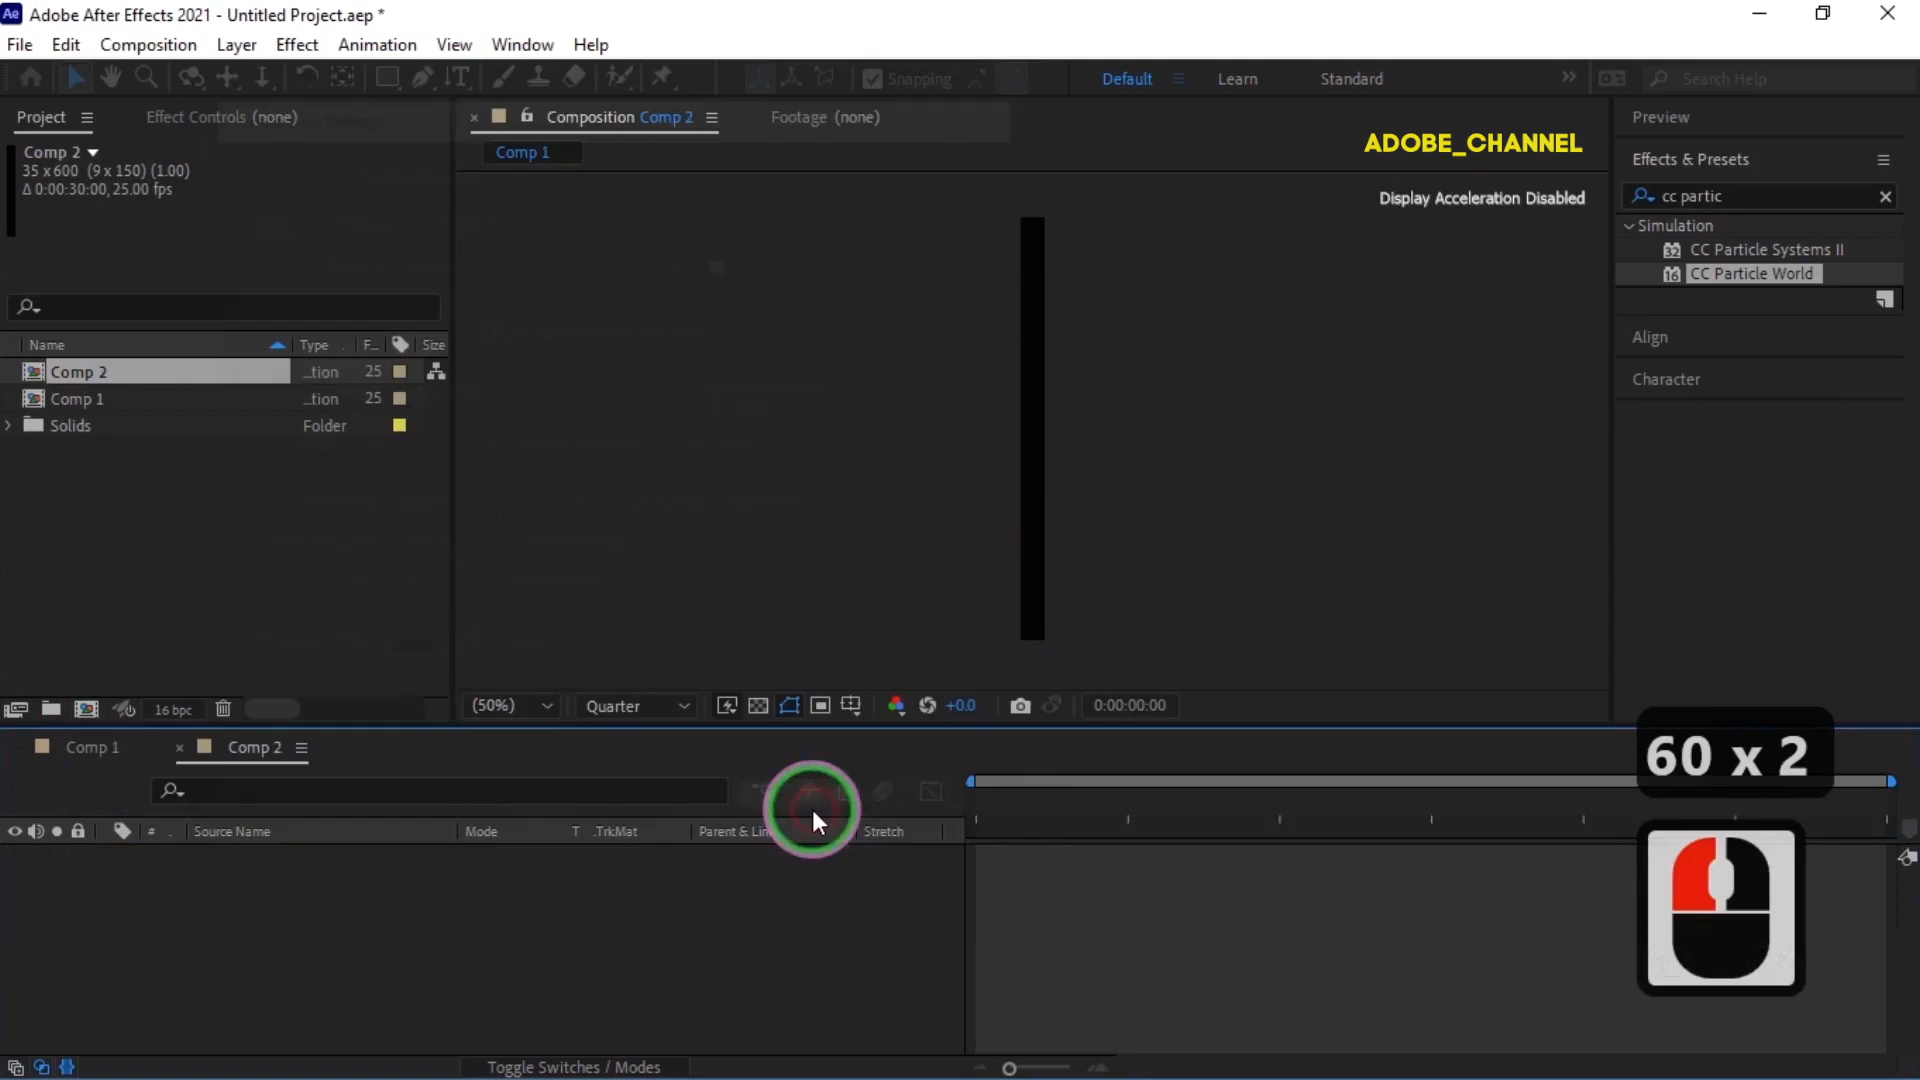 Ae Adobe After Effects 2021 - Untitled Project.aep *
File Edit Composition Layer Effect Animation View Window Help
Snapping Default Learn Standard Search Help
Project Effect Controls (none) Composition Comp 2 Footage (none) Preview
ADOBE_CHANNEL
Comp 2 Comp 1 Effects & Presets
35 x 600 (9 x 150) (1.00)
Δ 0:00:30:00, 25.00 fps
Display Acceleration Disabled cc partic
Simulation
32 CC Particle Systems II
16 CC Particle World
Name Type F... Size Align
Comp 2 ...tion 25 Character
Comp 1 ...tion 25
Solids Folder
16 bpc (50%) Quarter +0.0 0:00:00:00
Comp 1 Comp 2 60 x 2
# Source Name Mode T .TrkMat Stretch
Toggle Switches / Modes